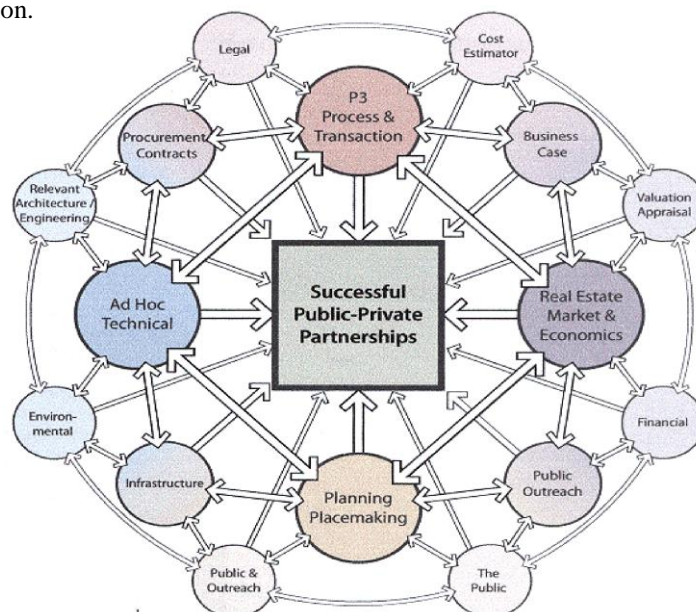 on.
Legal
Cost
Estimator
P3
Process &
Transaction
Procurement
Contracts
Business
Case
Relevant
Architecture /
Engineering
Valuation
Appraisal
Ad Hoc
Technical
Successful
Public-Private
Partnerships
Real Estate
Market &
Economics
Environ-
mental
Financial
Infrastructure
Public
Outreach
Planning
Placemaking
Public &
Outreach
The
Public